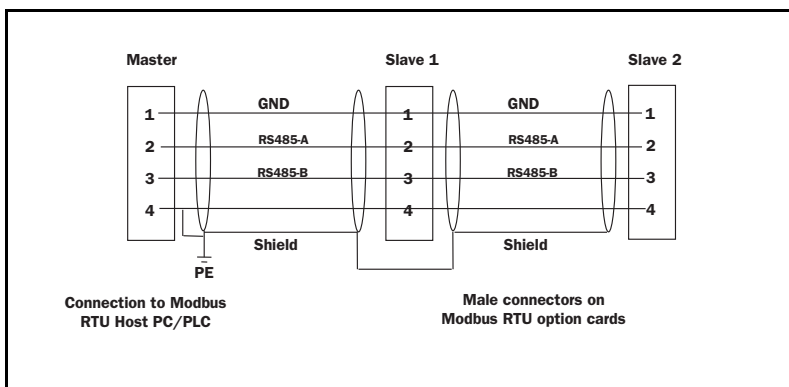 Master Slave 1 Slave 2
1 GND 1 GND 1
2 RS485-A 2 RS485-A 2
3 RS485-B 3 RS485-B 3
4 4 4
Shield Shield
PE
Connection to Modbus
RTU Host PC/PLC
Male connectors on
Modbus RTU option cards